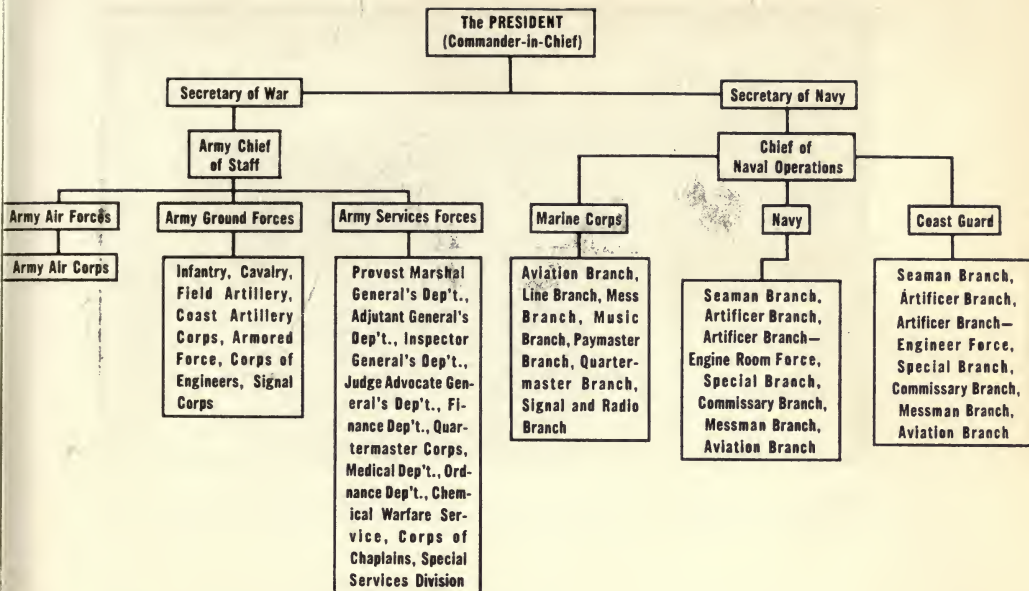 The PRESIDENT
(Commander-in-Chief)
Secretary of War
Secretary of Navy
Army Chief
of Staff
Chief of
Naval Operations
Army Air Forces
Army Ground Forces
Army Services Forces
Marine Corps
Navy
Coast Guard
Army Air Corps
Infantry, Cavalry,
Field Artillery,
Coast Artillery
Corps, Armored
Force, Corps of
Engineers, Signal
Corps
Provost Marshal
General's Dep't.,
Adjutant General's
Dep't., Inspector
General's Dep't.,
Judge Advocate Gen-
eral's Dep't., Fi-
nance Dep't., Quar-
termaster Corps,
Medical Dep't., Ord-
nance Dep't., Chem-
ical Warfare Ser-
vice, Corps of
Chaplains, Special
Services Division
Aviation Branch,
Line Branch, Mess
Branch, Music
Branch, Paymaster
Branch, Quarter-
master Branch,
Signal and Radio
Branch
Seaman Branch,
Artificer Branch,
Artificer Branch—
Engine Room Force,
Special Branch,
Commissary Branch,
Messman Branch,
Aviation Branch
Seaman Branch,
Artificer Branch,
Artificer Branch—
Engineer Force,
Special Branch,
Commissary Branch,
Messman Branch,
Aviation Branch